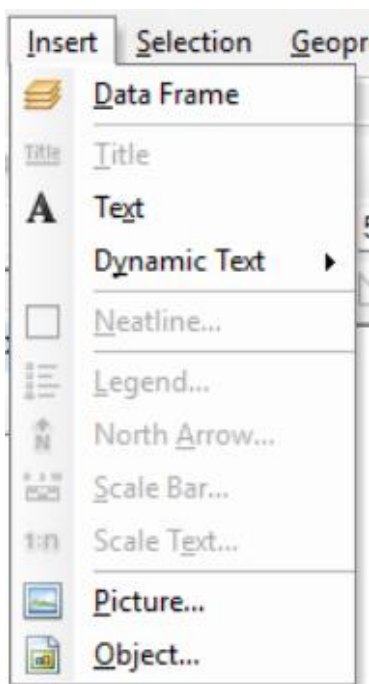 Insert Selection Geopr
Data Frame
Title Title
A Text
Dynamic Text
Neatline...
Legend...
N North Arrow...
Scale Bar...
1:n Scale Text...
Picture...
Object...